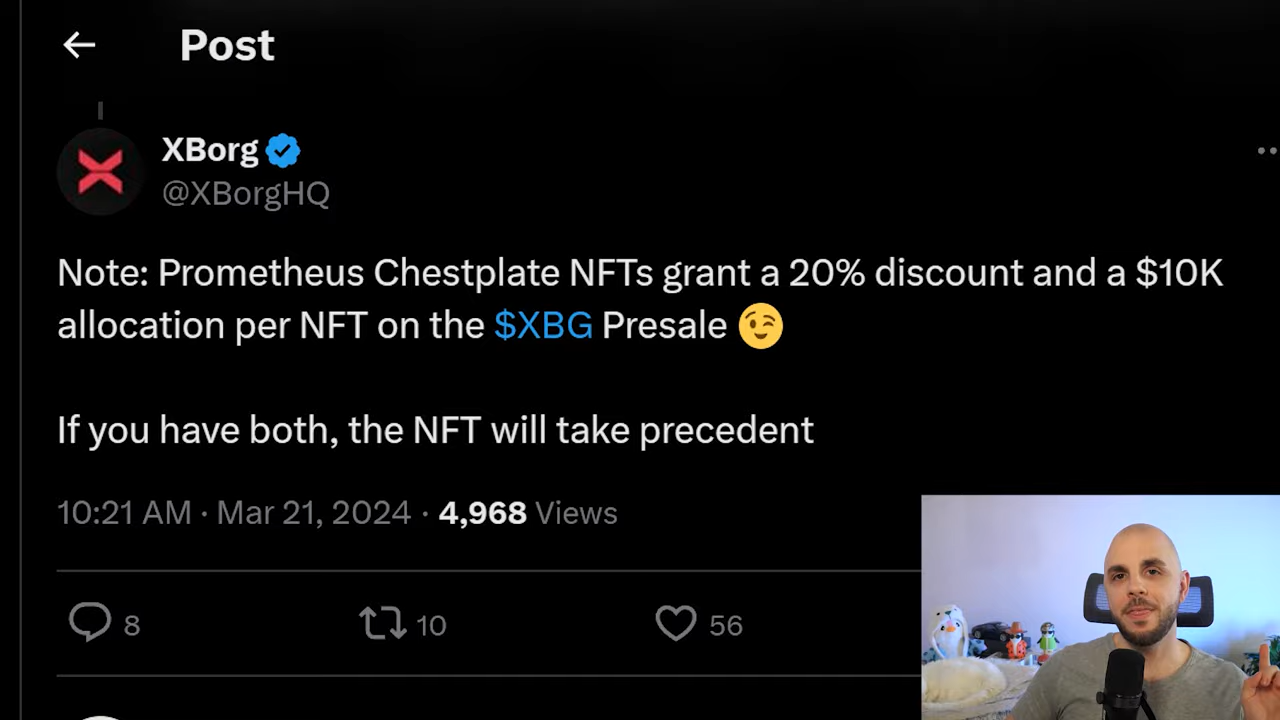 Post
XBorg
@XBorgHQ
Note: Prometheus Chestplate NFTs grant a 20% discount and a $10K
allocation per NFT on the $XBG Presale 😉
If you have both, the NFT will take precedent
10:21 AM · Mar 21, 2024 · 4,968 Views
8 10 56